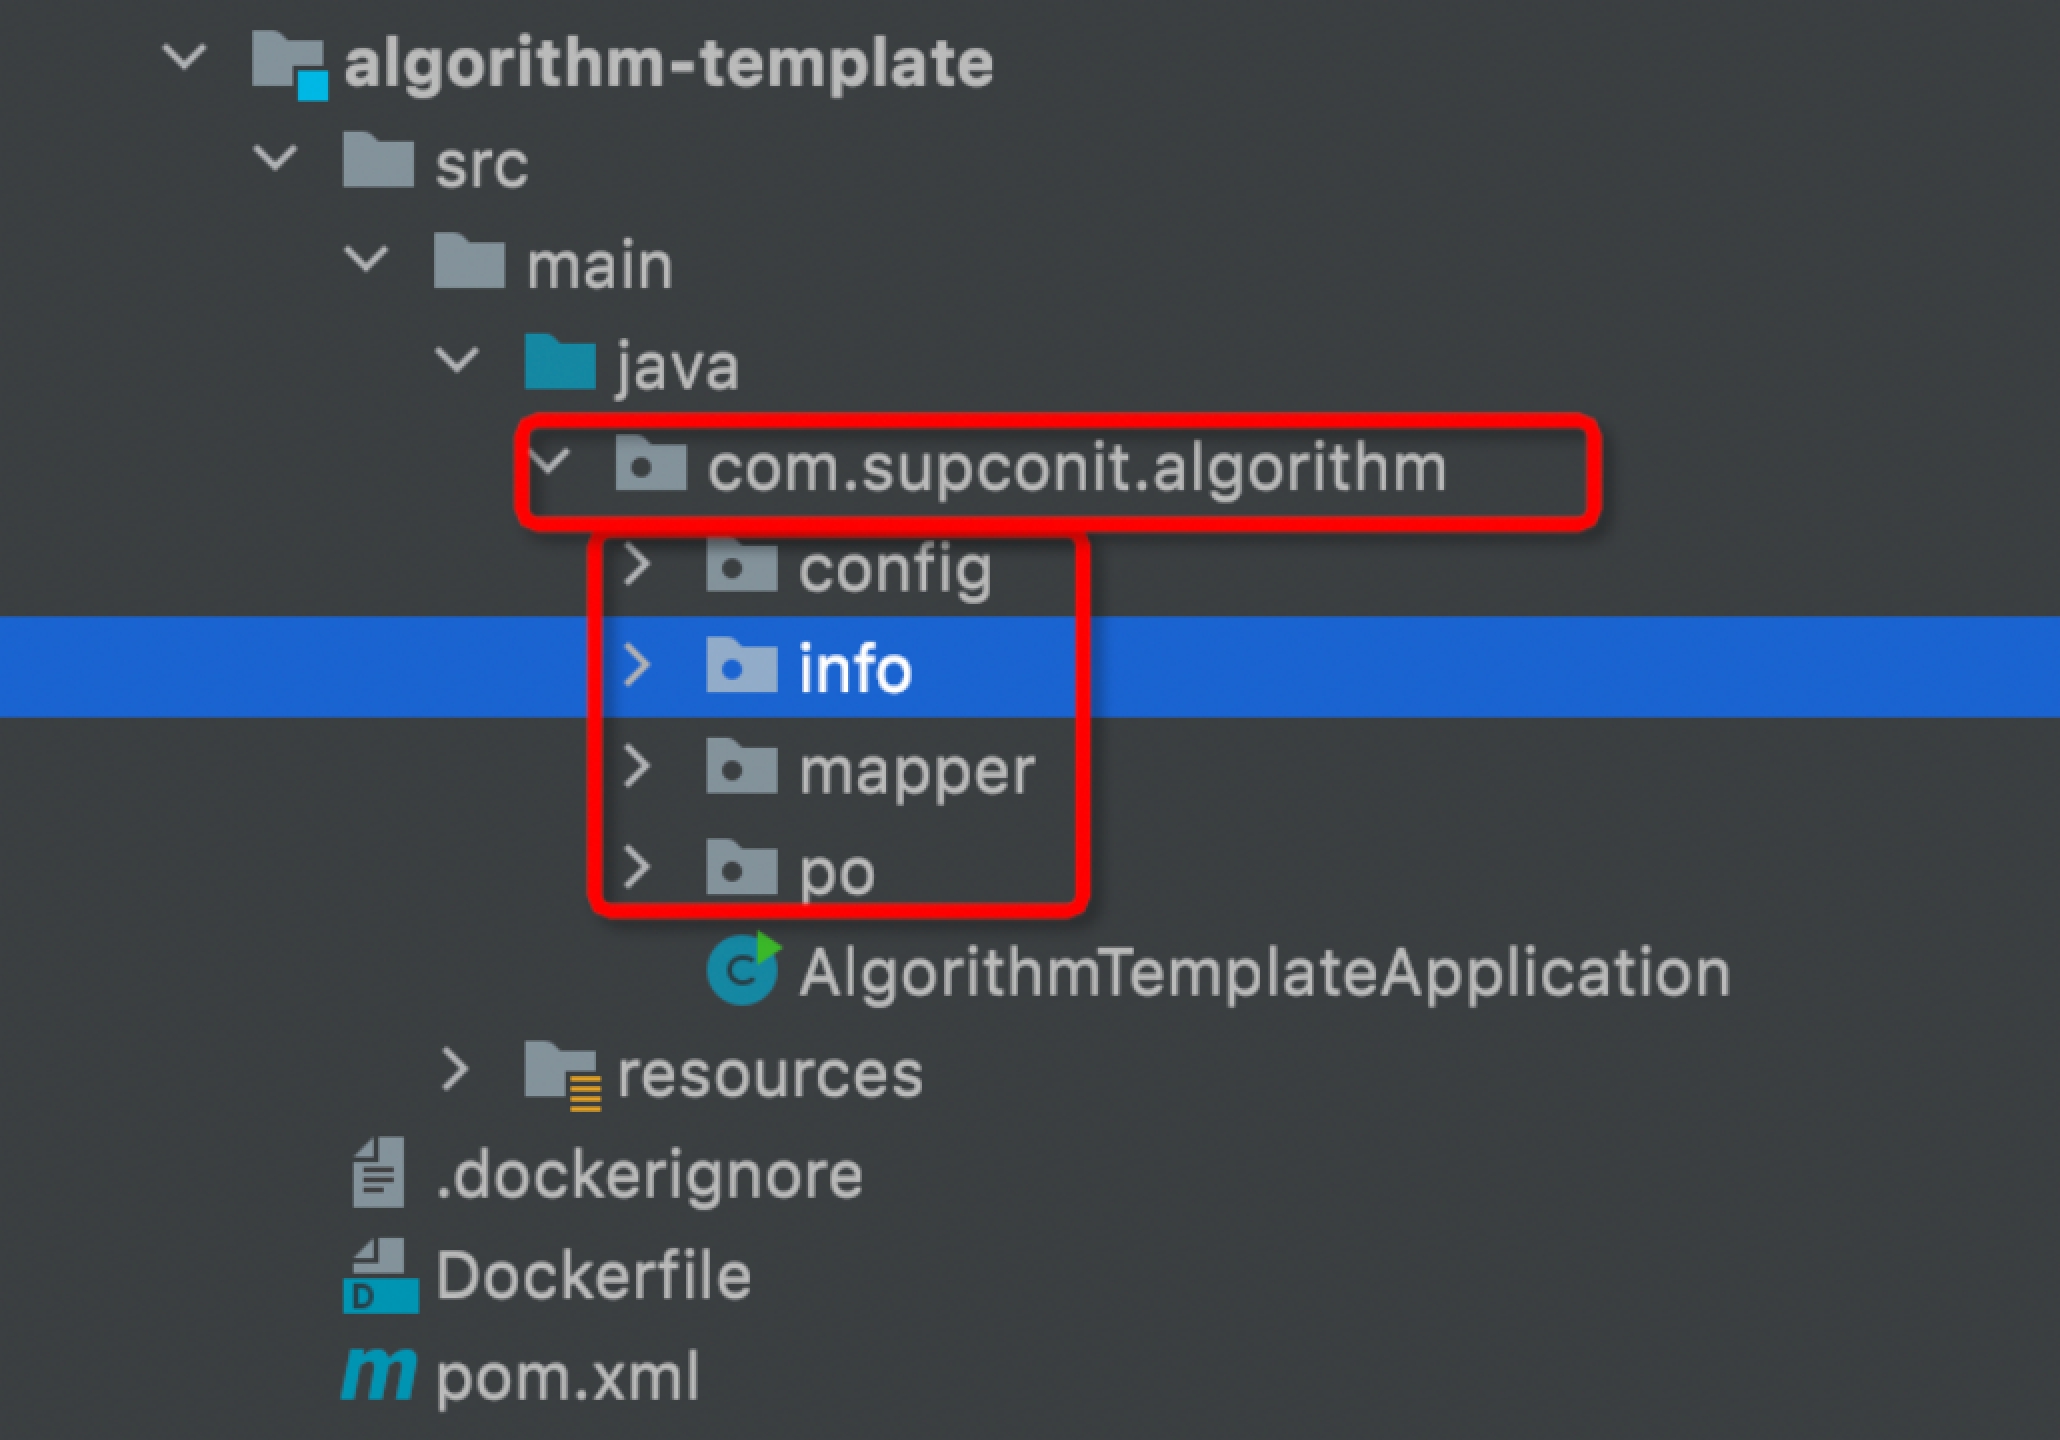 algorithm-template
src
main
java
com.supconit.algorithm
config
info
mapper
po
C AlgorithmTemplateApplication
resources
.dockerignore
D Dockerfile
m pom.xml